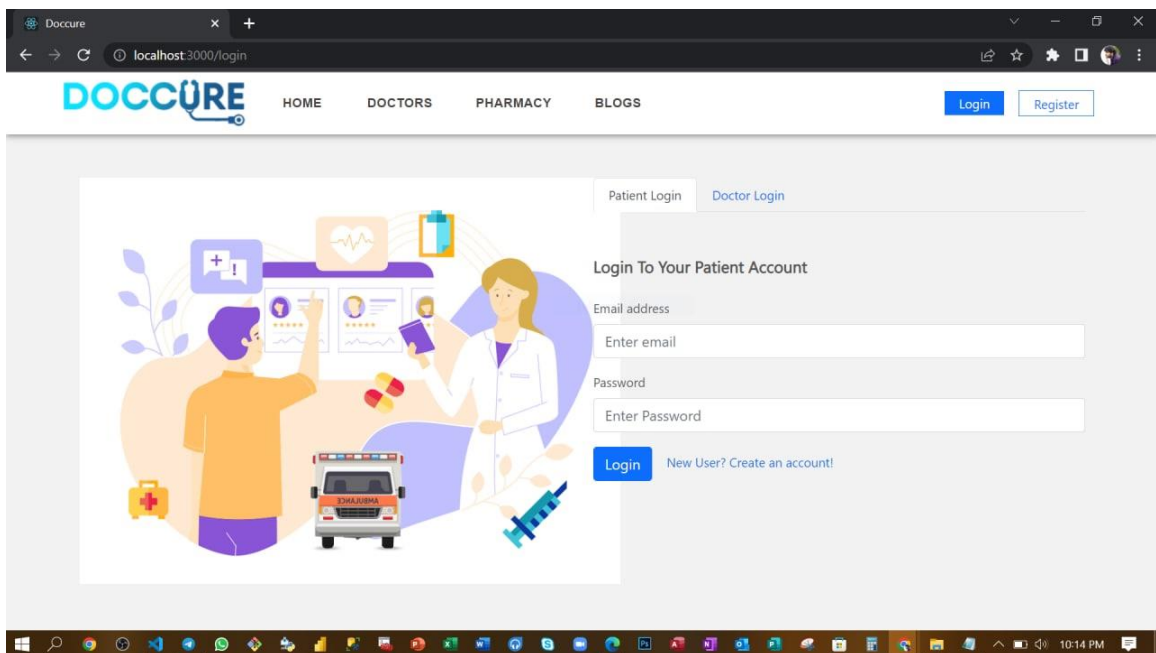 Doccure
localhost:3000/login
DOCCURE
HOME DOCTORS PHARMACY BLOGS
Login Register
Patient Login Doctor Login
Login To Your Patient Account
Email address
Enter email
Password
Enter Password
Login New User? Create an account!
AMBULANCE
10:14 PM